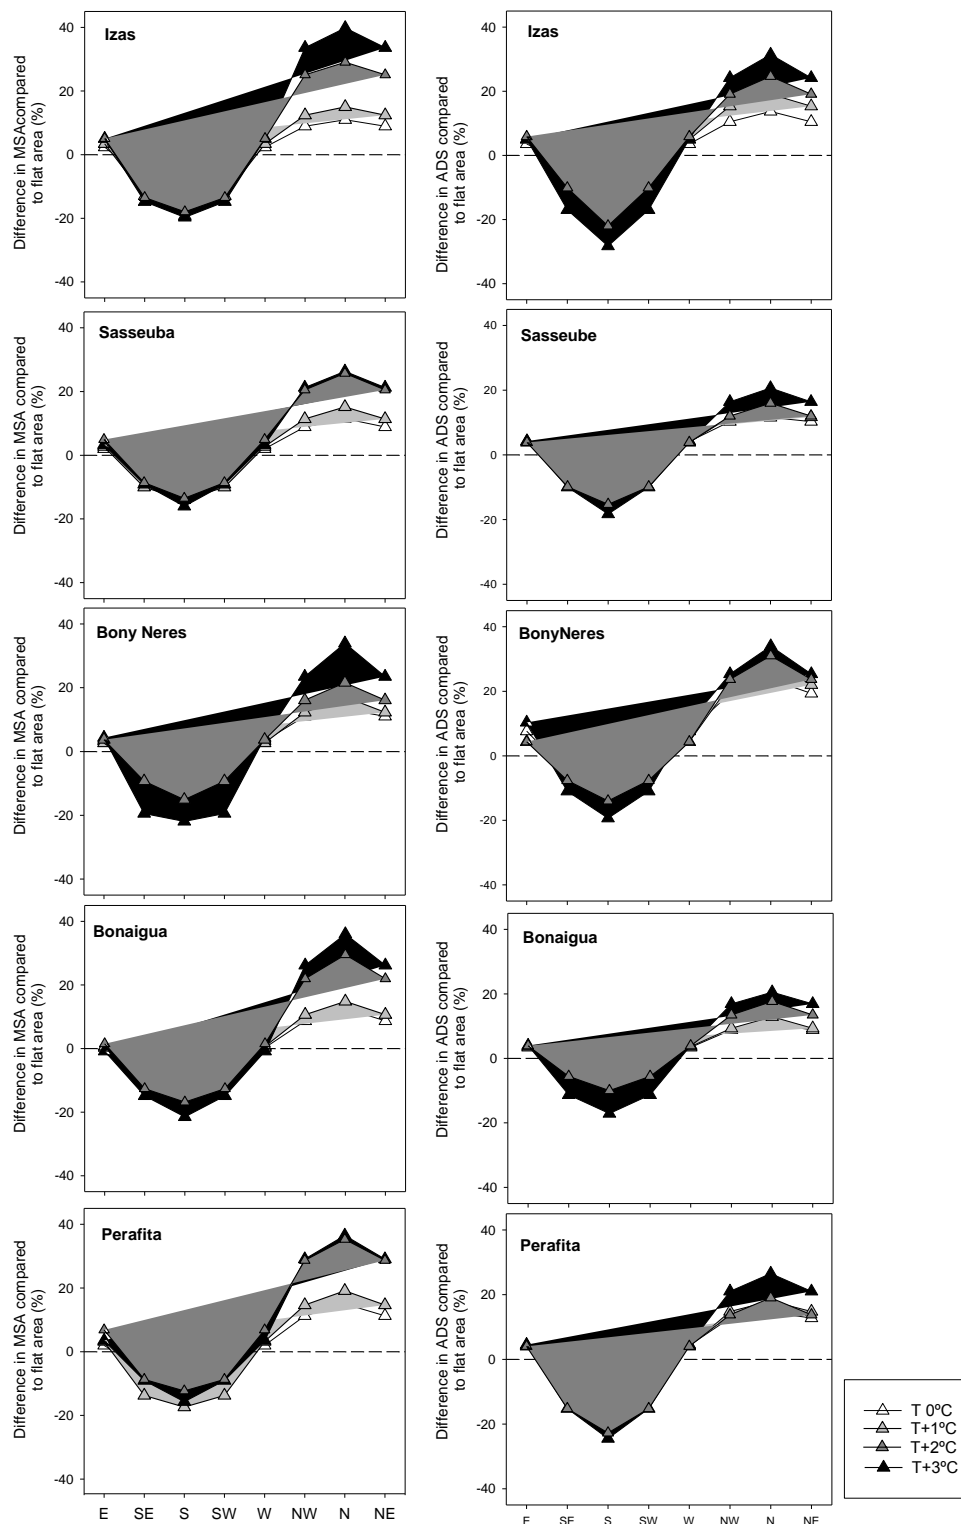 Izas
40
20
0
-20
-40
Difference in MSAcompared
to flat area (%)
Izas
40
20
0
-20
-40
Difference in ADS compared
to flat area (%)
Sasseuba
40
20
0
-20
-40
Difference in MSA compared
to flat area (%)
Sasseube
40
20
0
-20
-40
Difference in ADS compared
to flat area (%)
Bony Neres
40
20
0
-20
-40
Difference in MSA compared
to flat area (%)
BonyNeres
40
20
0
-20
-40
Difference in ADS compared
to flat area (%)
Bonaigua
40
20
0
-20
-40
Difference in MSA compared
to flat area (%)
Bonaigua
40
20
0
-20
-40
Difference in ADS compared
to flat area (%)
Perafita
40
20
0
-20
-40
Difference in MSA compared
to flat area (%)
E SE S SW W NW N NE
Perafita
40
20
0
-20
-40
Difference in ADS compared
to flat area (%)
E SE S SW W NW N NE
T 0ºC
T+1ºC
T+2ºC
T+3ºC